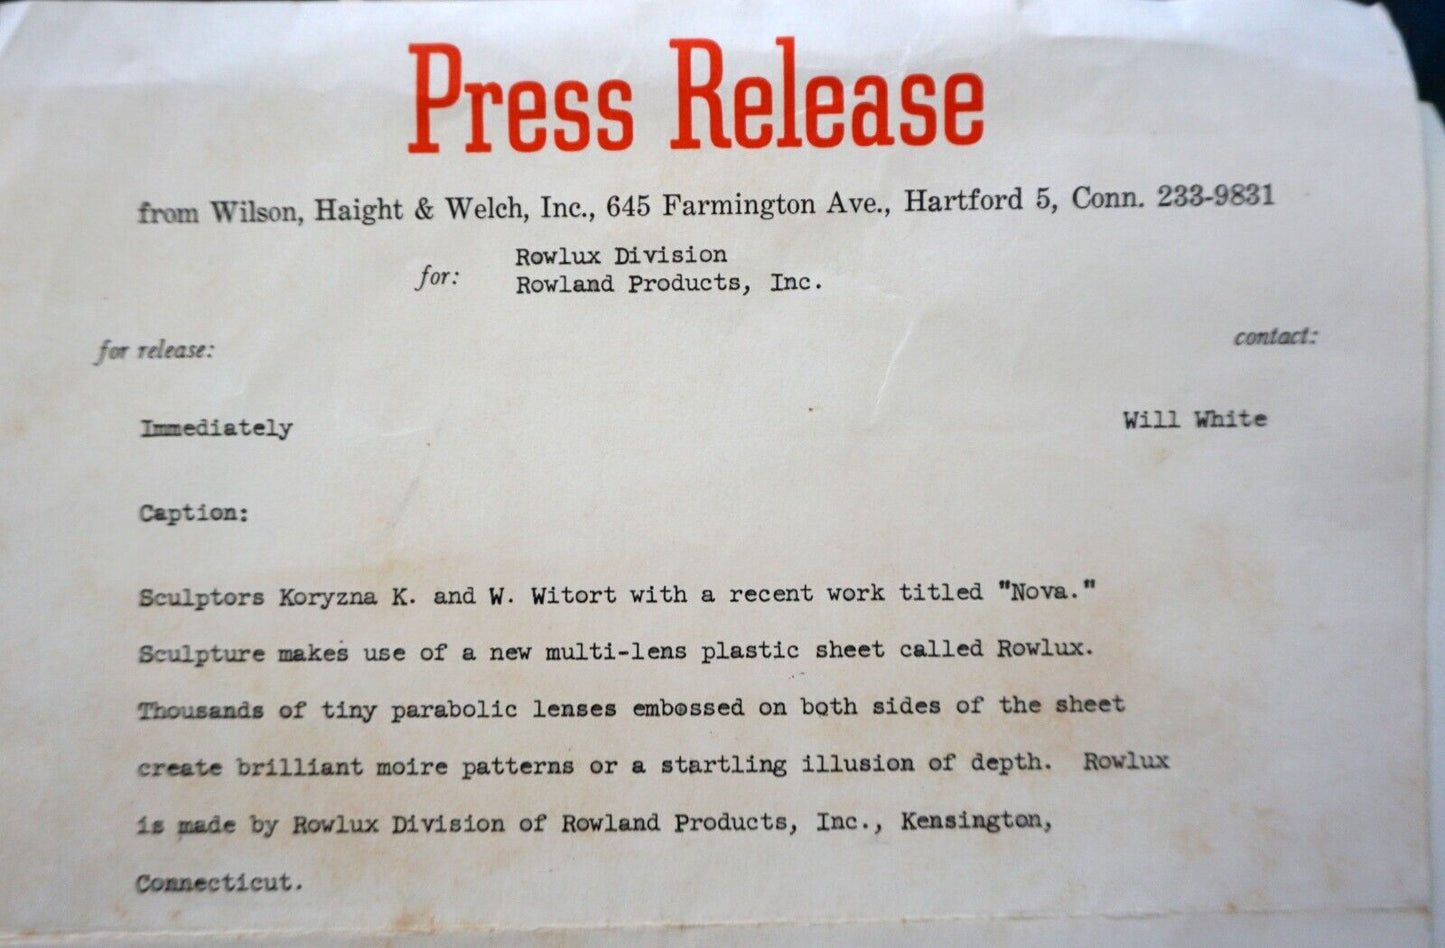 Press Release
from Wilson, Haight & Welch, Inc., 645 Farmington Ave., Hartford 5, Conn. 233-9831
for: Rowlux Division
Rowland Products, Inc.
for release:
contact:
Immediately
Will White
Caption:
Sculptors Koryzna K. and W. Witort with a recent work titled "Nova."
Sculpture makes use of a new multi-lens plastic sheet called Rowlux.
Thousands of tiny parabolic lenses embossed on both sides of the sheet
create brilliant moire patterns or a startling illusion of depth. Rowlux
is made by Rowlux Division of Rowland Products, Inc., Kensington,
Connecticut.